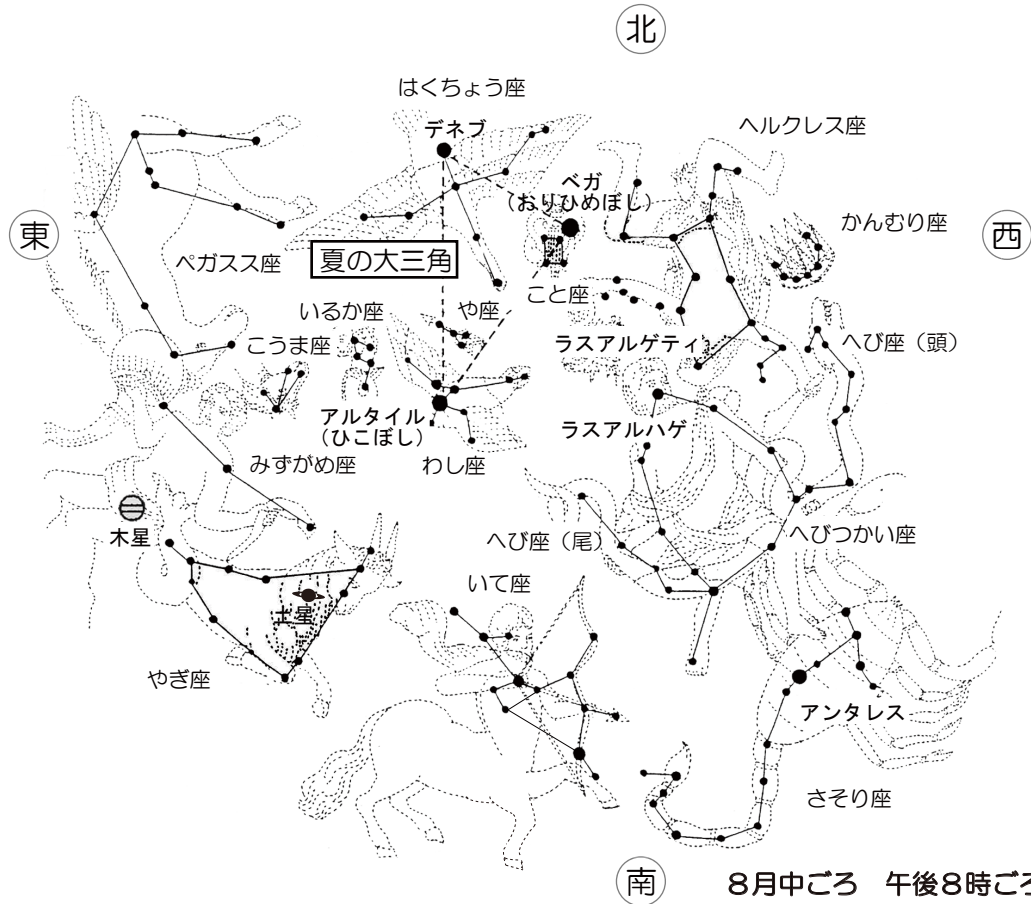 北
はくちょう座
デネブ
ヘルクレス座
ベガ
（おりひめぼし）
かんむり座
東
西
ペガスス座
夏の大三角
こと座
いるか座
や座
こうま座
ラスアルゲティ
へび座（頭）
アルタイル
（ひこぼし）
ラスアルハゲ
みずがめ座
わし座
木星
へび座（尾）
へびつかい座
いて座
土星
やぎ座
アンタレス
さそり座
南
８月中ごろ　午後８時ごろ